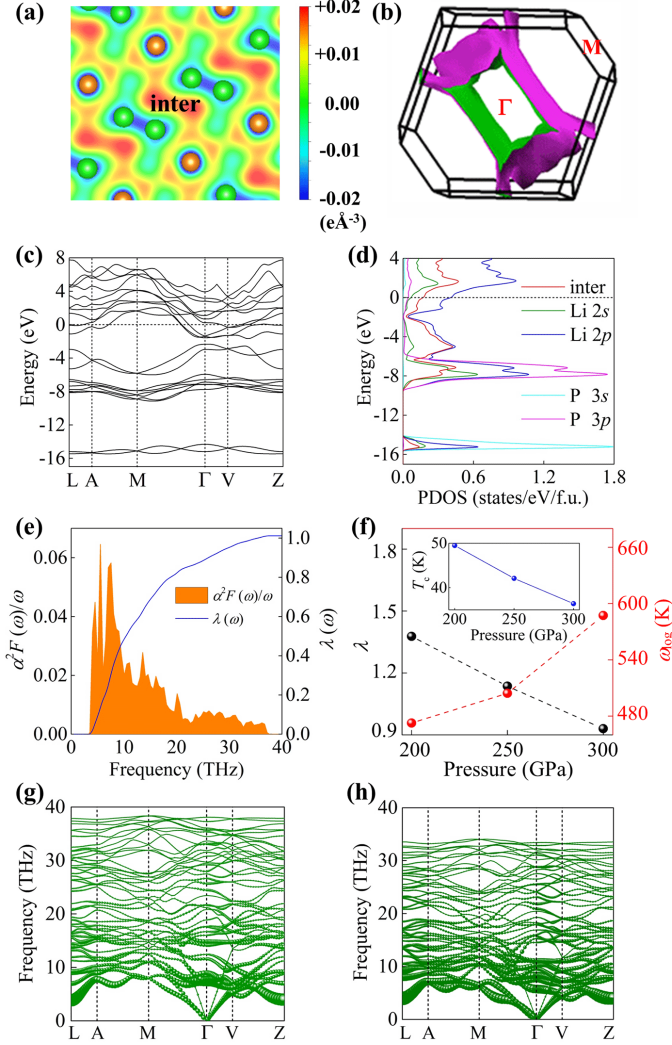 (a)
inter
+0.02
+0.01
0.00
-0.01
-0.02
(eÅ⁻³)
(b)
M
Γ
(c)
Energy (eV)
8
4
0
-4
-8
-12
-16
L A M Γ V Z
(d)
Energy (eV)
4
0
-4
-8
-12
-16
inter
Li 2s
Li 2p
P 3s
P 3p
0.0 0.6 1.2 1.8
PDOS (states/eV/f.u.)
(e)
α²F(ω)/ω
0.06
0.04
0.02
0.00
α²F(ω)/ω
λ(ω)
1.0
0.8
0.6
0.4
0.2
0.0
λ(ω)
0 10 20 30 40
Frequency (THz)
(f)
λ
1.8
1.5
1.2
0.9
T_c (K)
50
40
200 250 300
Pressure (GPa)
660
600
540
480
ω_log (K)
200 250 300
Pressure (GPa)
(g)
Frequency (THz)
40
30
20
10
0
L A M Γ V Z
(h)
Frequency (THz)
40
30
20
10
0
L A M Γ V Z